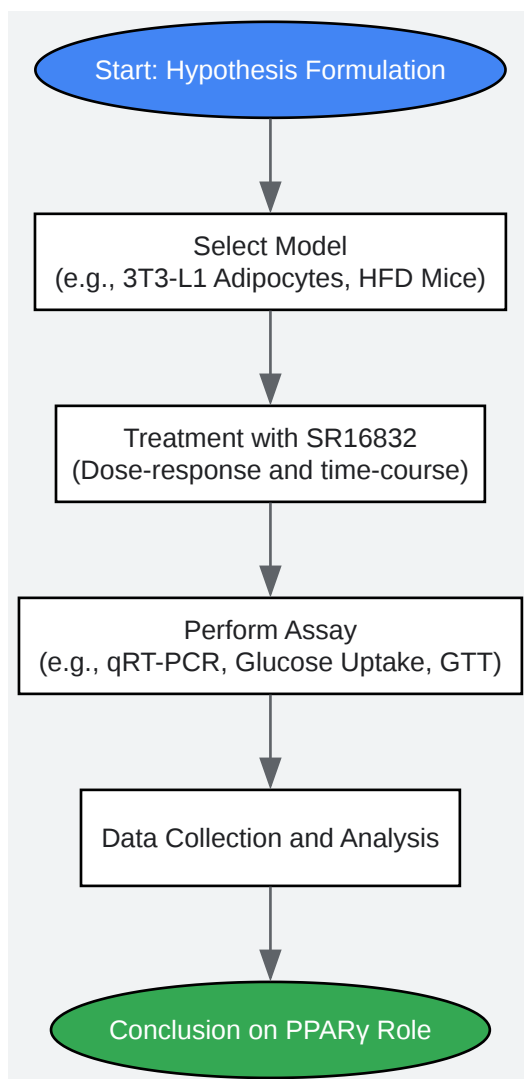 Start: Hypothesis Formulation
Select Model
(e.g., 3T3-L1 Adipocytes, HFD Mice)
Treatment with SR16832
(Dose-response and time-course)
Perform Assay
(e.g., qRT-PCR, Glucose Uptake, GTT)
Data Collection and Analysis
Conclusion on PPARγ Role